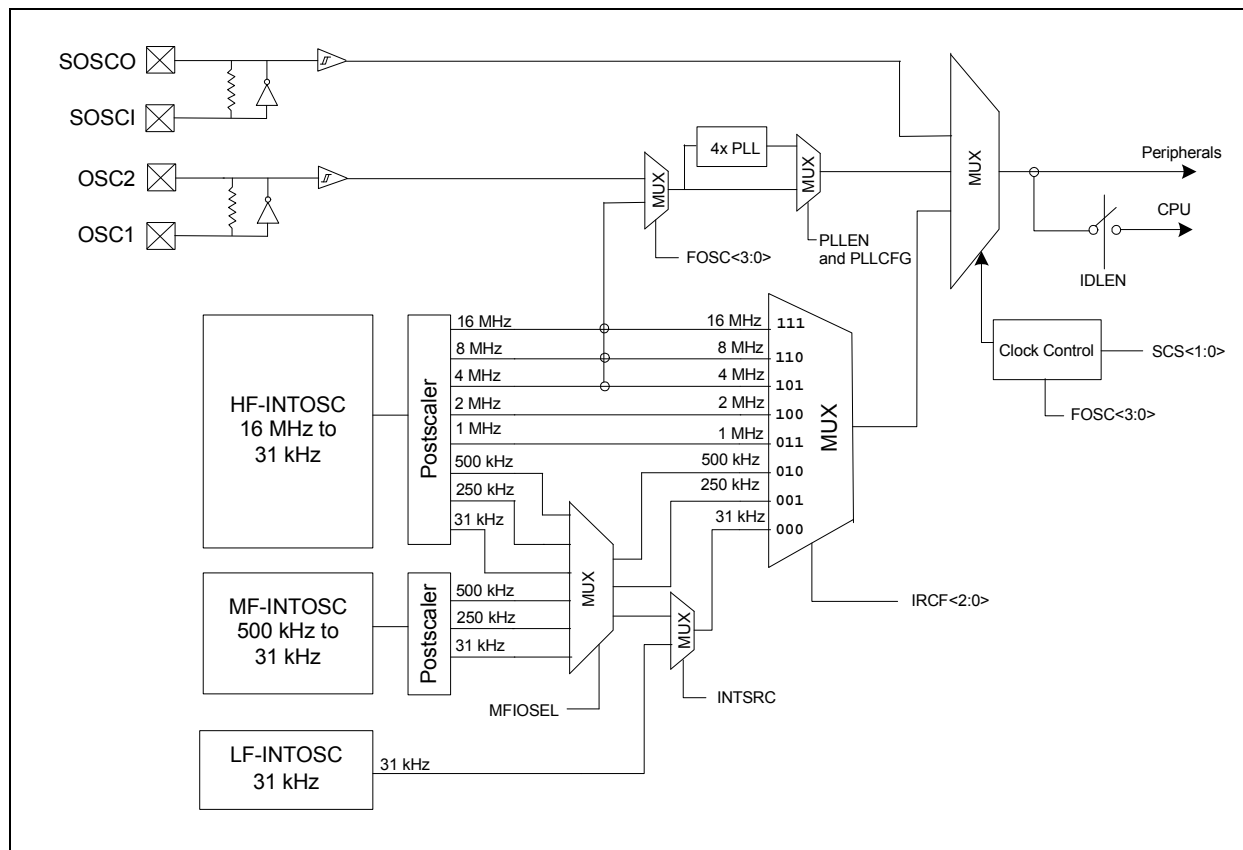 SOSCO
SOSCI
OSC2
OSC1
4x PLL
MUX
MUX
MUX
Peripherals
CPU
FOSC<3:0>
PLLEN
and PLLCFG
IDLEN
Clock Control
SCS<1:0>
FOSC<3:0>
HF-INTOSC
16 MHz to
31 kHz
Postscaler
16 MHz
8 MHz
4 MHz
2 MHz
1 MHz
500 kHz
250 kHz
31 kHz
16 MHz
8 MHz
4 MHz
2 MHz
1 MHz
500 kHz
250 kHz
31 kHz
111
110
101
100
011
010
001
000
MUX
IRCF<2:0>
MF-INTOSC
500 kHz to
31 kHz
Postscaler
500 kHz
250 kHz
31 kHz
MUX
MFIOSEL
MUX
INTSRC
LF-INTOSC
31 kHz
31 kHz